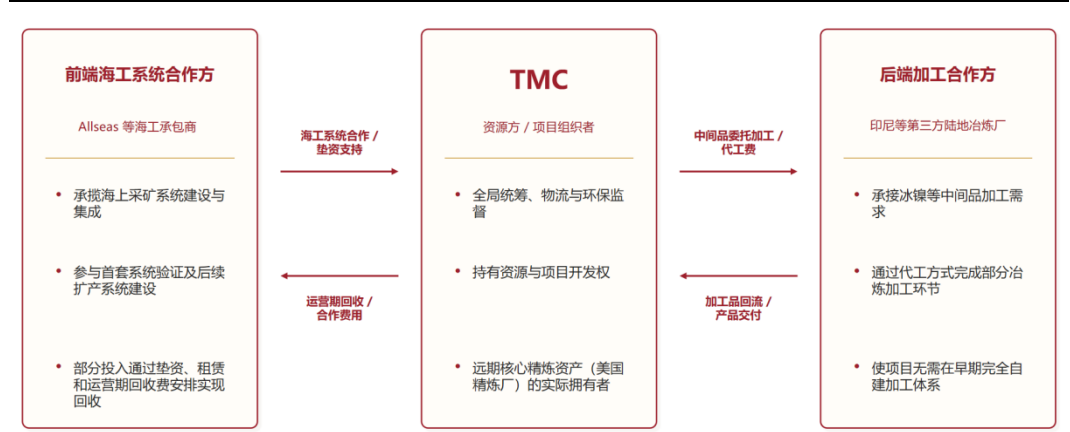 前端海工系统合作方
Allseas 等海工承包商
• 承揽海上采矿系统建设与
集成
• 参与首套系统验证及后续
扩产系统建设
• 部分投入通过垫资、租赁
和运营期回收费安排实现
回收
海工系统合作 /
垫资支持
运营期回收 /
合作费用
TMC
资源方 / 项目组织者
• 全局统筹、物流与环保监
督
• 持有资源与项目开发权
• 远期核心精炼资产（美国
精炼厂）的实际拥有者
中间品委托加工 /
代工费
加工品回流 /
产品交付
后端加工合作方
印尼等第三方陆地冶炼厂
• 承接冰镍等中间品加工需
求
• 通过代工方式完成部分冶
炼加工环节
• 使项目无需在早期完全自
建加工体系